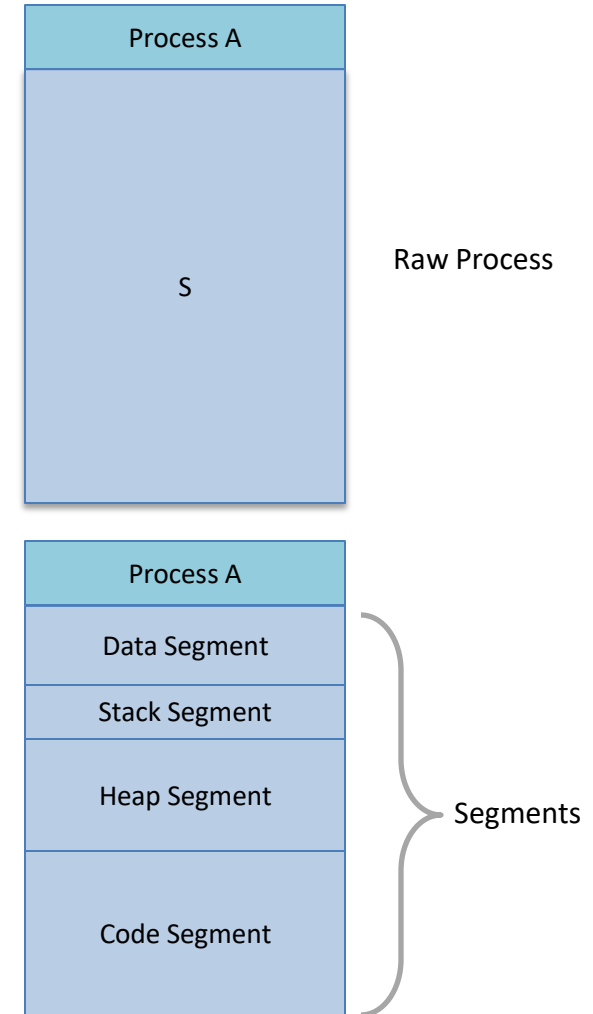 Process A
S
Raw Process
Process A
Data Segment
Stack Segment
Heap Segment
Code Segment
Segments